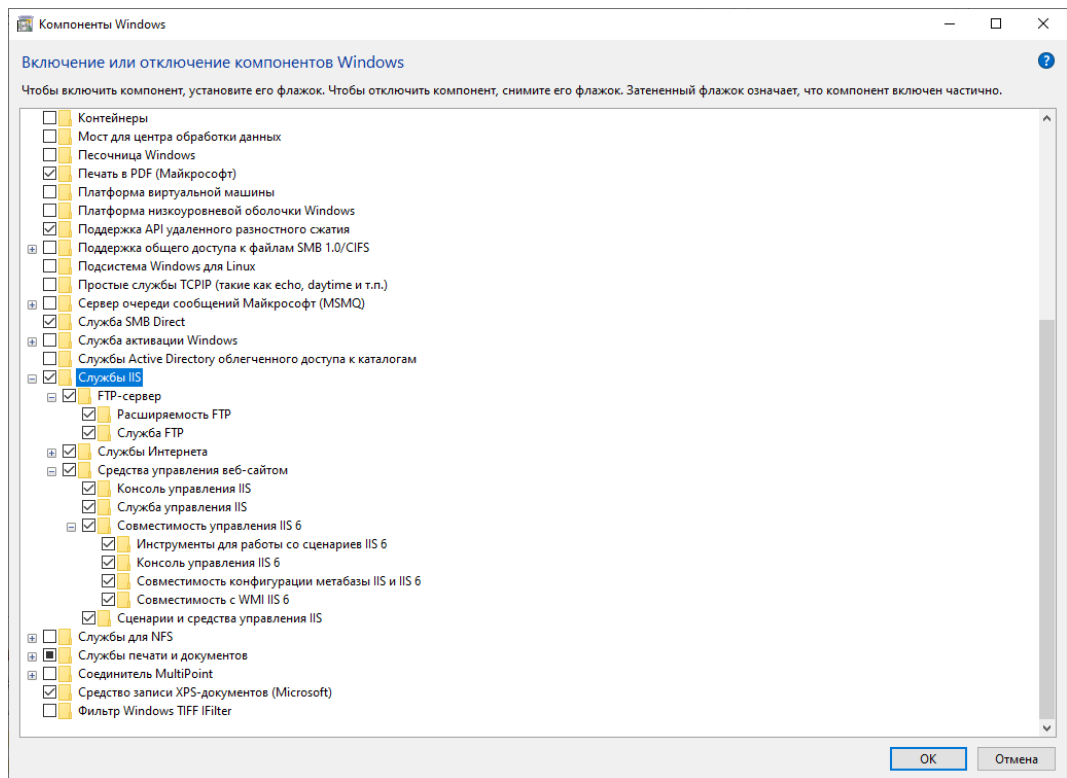 Компоненты Windows
Включение или отключение компонентов Windows
Чтобы включить компонент, установите его флажок. Чтобы отключить компонент, снимите его флажок. Затененный флажок означает, что компонент включен частично.
Контейнеры
Мост для центра обработки данных
Песочница Windows
Печать в PDF (Майкрософт)
Платформа виртуальной машины
Платформа низкоуровневой оболочки Windows
Поддержка API удаленного разностного сжатия
Поддержка общего доступа к файлам SMB 1.0/CIFS
Подсистема Windows для Linux
Простые службы TCPIP (такие как echo, daytime и т.п.)
Сервер очереди сообщений Майкрософт (MSMQ)
Служба SMB Direct
Служба активации Windows
Службы Active Directory облегченного доступа к каталогам
Службы IIS
FTP-сервер
Расширяемость FTP
Служба FTP
Службы Интернета
Средства управления веб-сайтом
Консоль управления IIS
Служба управления IIS
Совместимость управления IIS 6
Инструменты для работы со сценариев IIS 6
Консоль управления IIS 6
Совместимость конфигурации метабазы IIS и IIS 6
Совместимость с WMI IIS 6
Сценарии и средства управления IIS
Службы для NFS
Службы печати и документов
Соединитель MultiPoint
Средство записи XPS-документов (Microsoft)
Фильтр Windows TIFF IFilter
OK Отмена